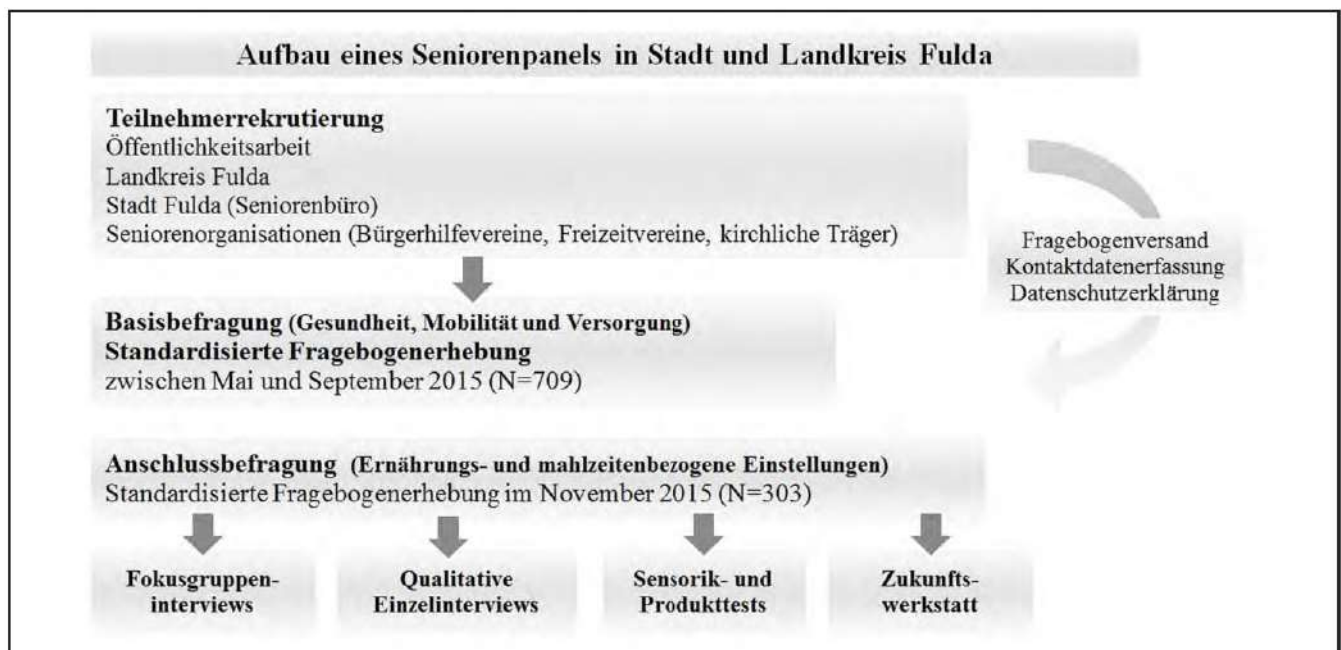 Aufbau eines Seniorenpanels in Stadt und Landkreis Fulda
Teilnehmerrekrutierung
Öffentlichkeitsarbeit
Landkreis Fulda
Stadt Fulda (Seniorenbüro)
Seniorenorganisationen (Bürgerhilfevereine, Freizeitvereine, kirchliche Träger)
Fragebogenversand
Kontaktdatenerfassung
Datenschutzerklärung
Basisbefragung (Gesundheit, Mobilität und Versorgung)
Standardisierte Fragebogenerhebung
zwischen Mai und September 2015 (N=709)
Anschlussbefragung (Ernährungs- und mahlzeitenbezogene Einstellungen)
Standardisierte Fragebogenerhebung im November 2015 (N=303)
Fokusgruppen-
interviews
Qualitative
Einzelinterviews
Sensorik- und
Produkttests
Zukunfts-
werkstatt